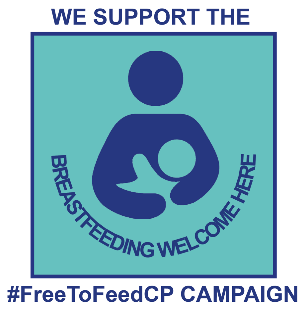 WE SUPPORT THE
BREASTFEEDING WELCOME HERE
#FreeToFeedCP CAMPAIGN